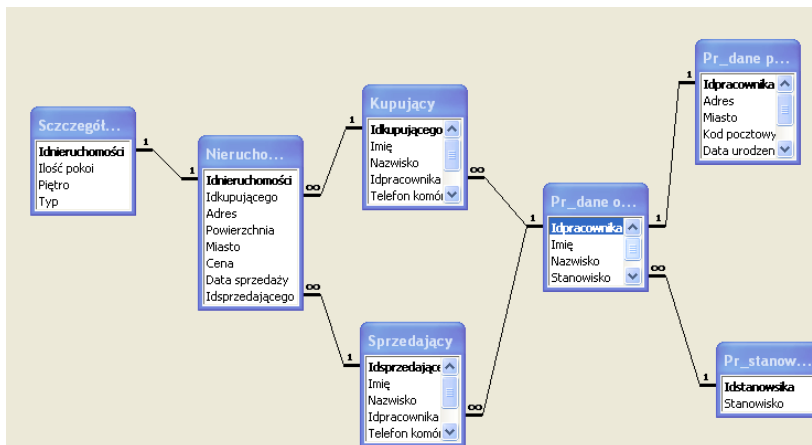 Sczczegół...
Idnieruchomości
Ilość pokoi
Piętro
Typ
1
1
Nierucho...
Idnieruchomości
Idkupującego
Adres
Powierzchnia
Miasto
Cena
Data sprzedaży
Idsprzedającego
∞
∞
1
1
Kupujący
Idkupującego
Imię
Nazwisko
Idpracownika
Telefon komór
∞
Sprzedający
Idsprzedające
Imię
Nazwisko
Idpracownika
Telefon komór
∞
1
Pr_dane o...
Idpracownika
Imię
Nazwisko
Stanowisko
1
∞
1
Pr_dane p...
Idpracownika
Adres
Miasto
Kod pocztowy
Data urodzen
1
Pr_stanow...
Idstanowsika
Stanowisko